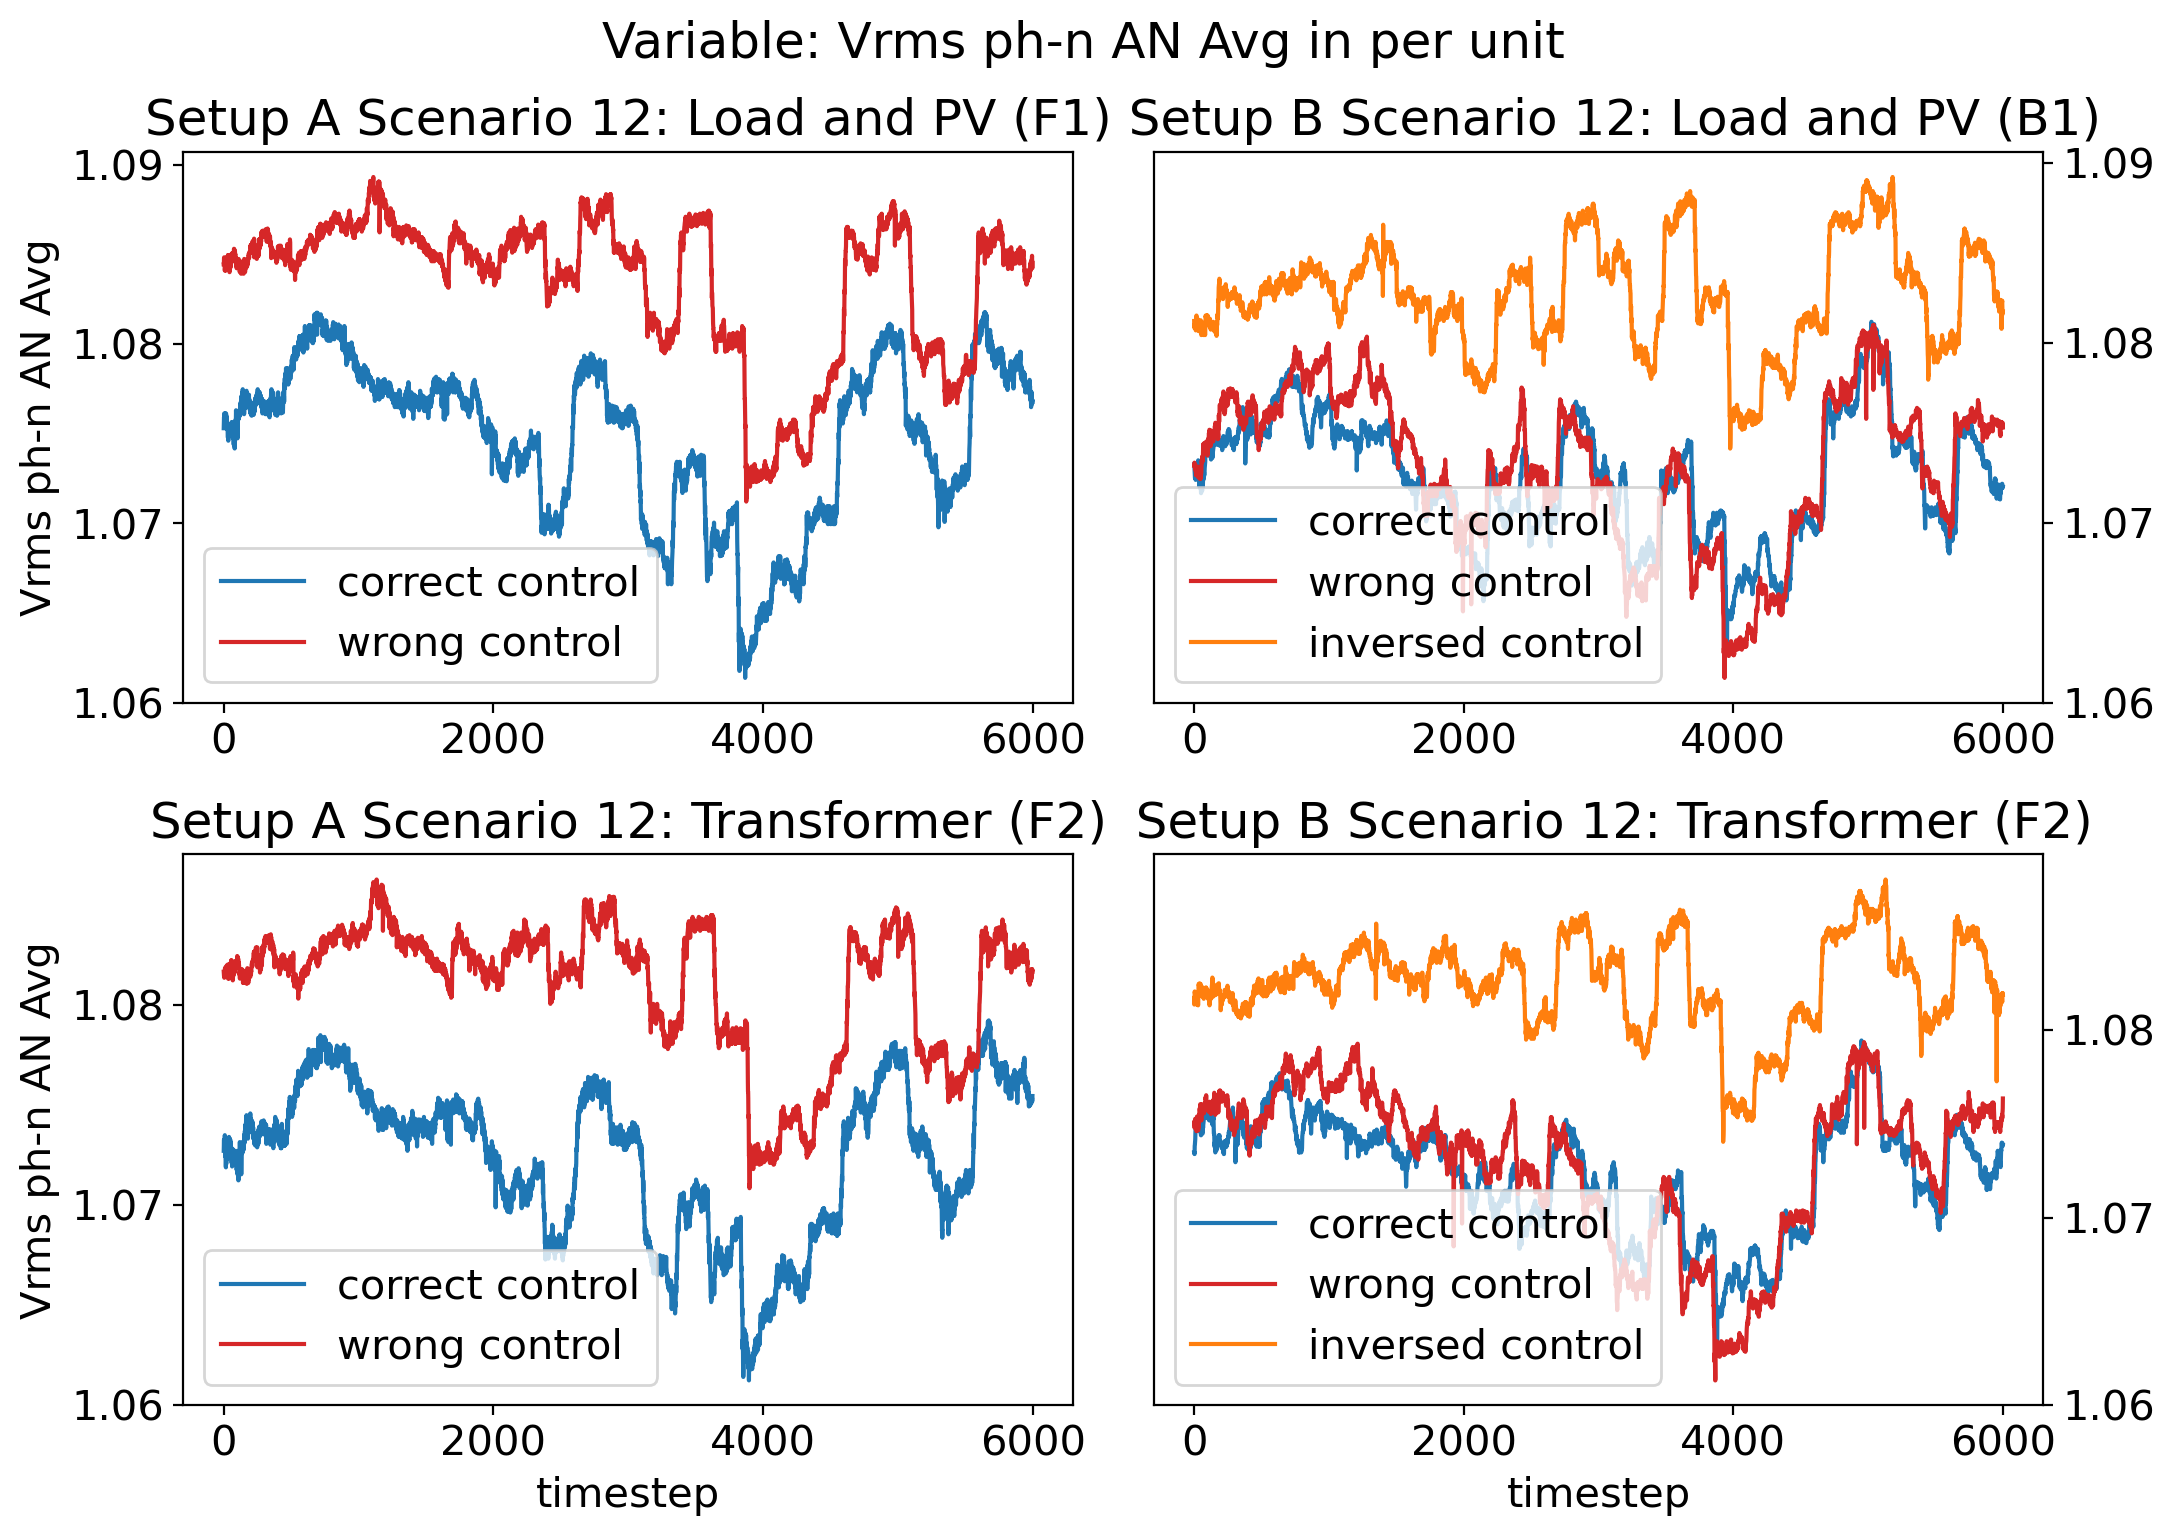 Variable: Vrms ph-n AN Avg in per unit
Setup A Scenario 12: Load and PV (F1)
Vrms ph-n AN Avg
1.09
1.08
1.07
1.06
0
2000
4000
6000
correct control
wrong control
Setup B Scenario 12: Load and PV (B1)
1.09
1.08
1.07
1.06
0
2000
4000
6000
correct control
wrong control
inversed control
Setup A Scenario 12: Transformer (F2)
Vrms ph-n AN Avg
1.08
1.07
1.06
0
2000
4000
6000
timestep
correct control
wrong control
Setup B Scenario 12: Transformer (F2)
1.08
1.07
1.06
0
2000
4000
6000
timestep
correct control
wrong control
inversed control